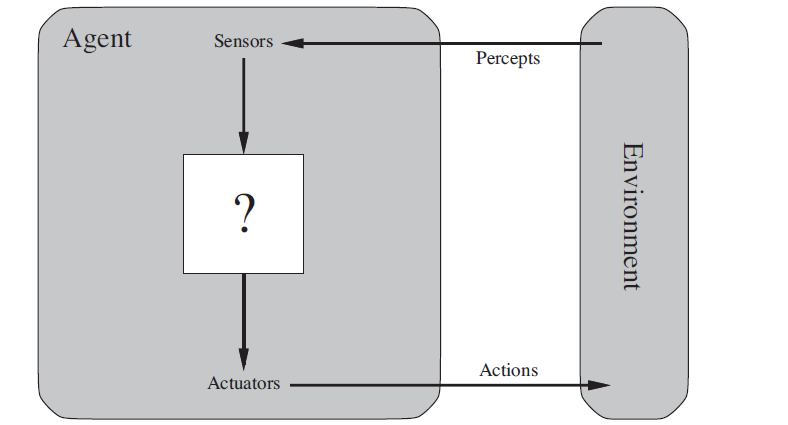 Agent
Sensors
Percepts
?
Environment
Actions
Actuators